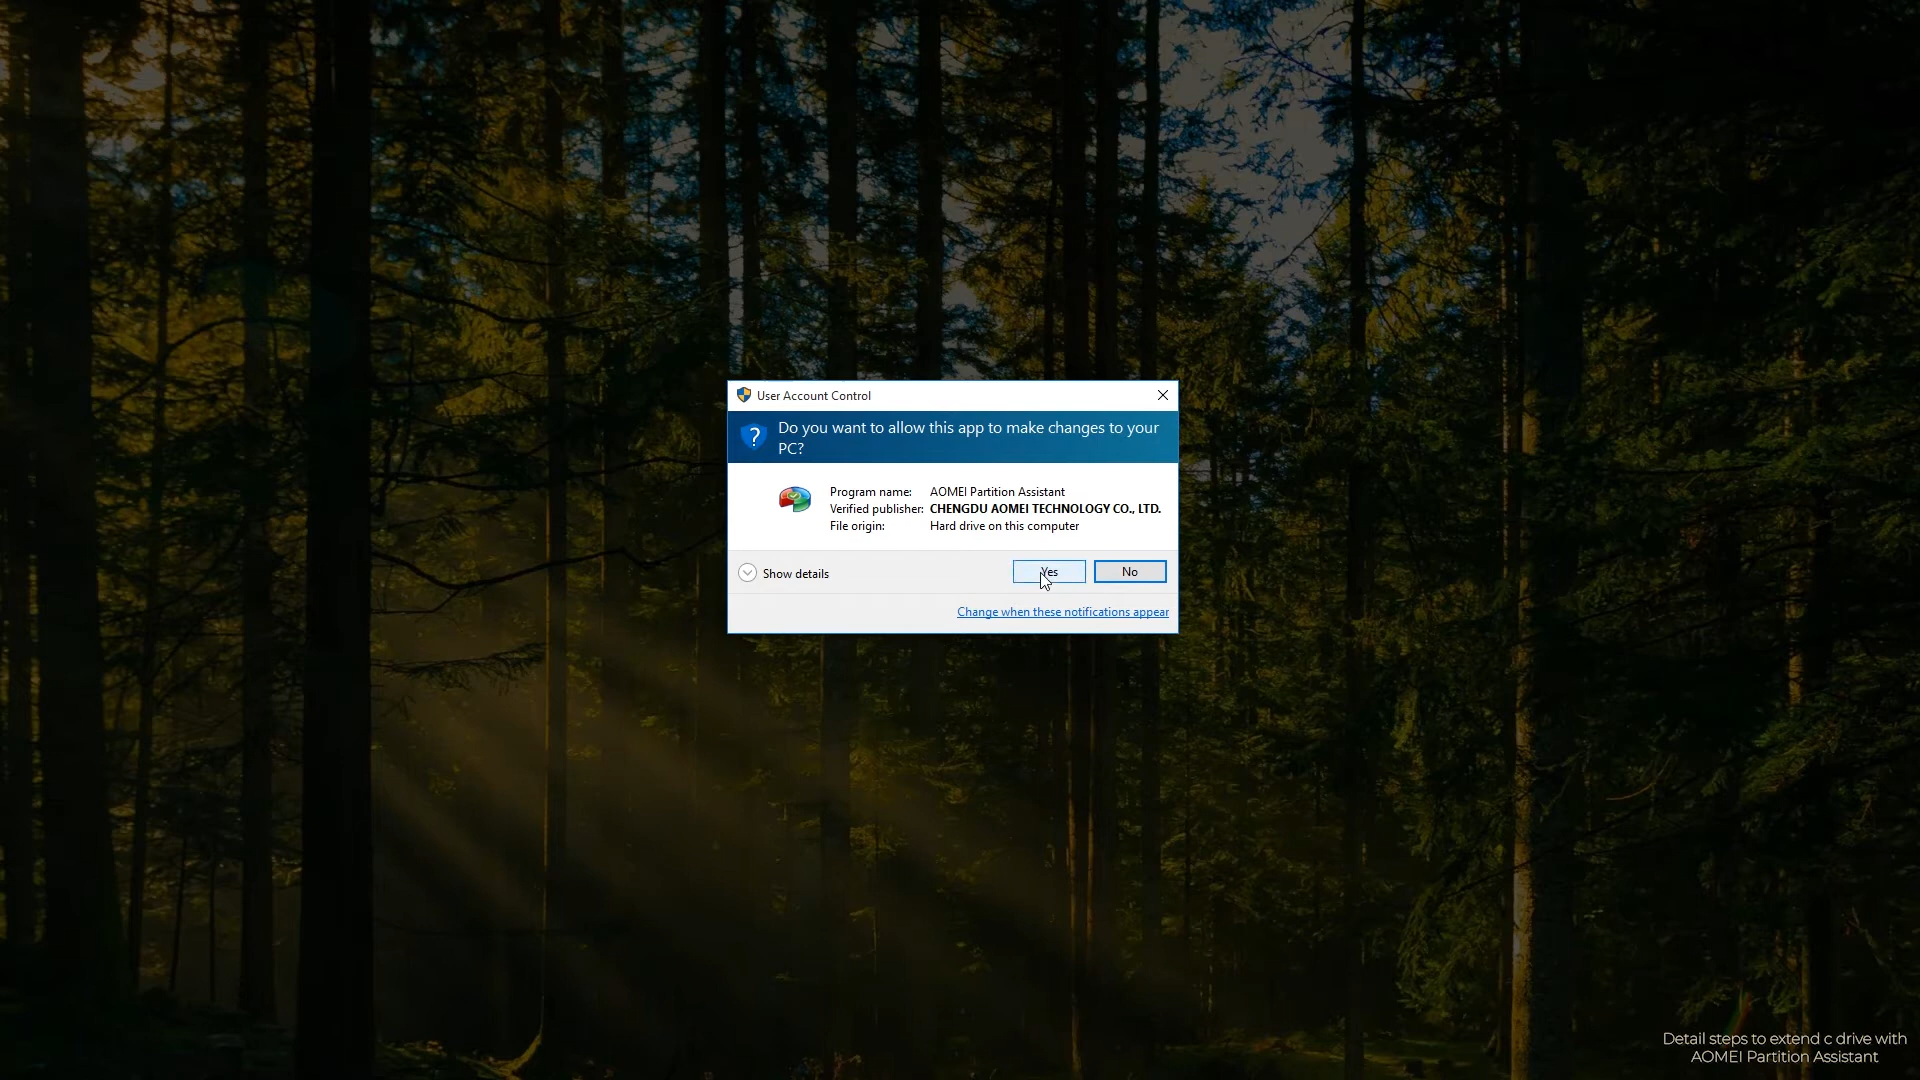 User Account Control
Do you want to allow this app to make changes to your
PC?
Program name: AOMEI Partition Assistant
Verified publisher: CHENGDU AOMEI TECHNOLOGY CO., LTD.
File origin: Hard drive on this computer
Show details
Yes
No
Change when these notifications appear
Detail steps to extend c drive with
AOMEI Partition Assistant